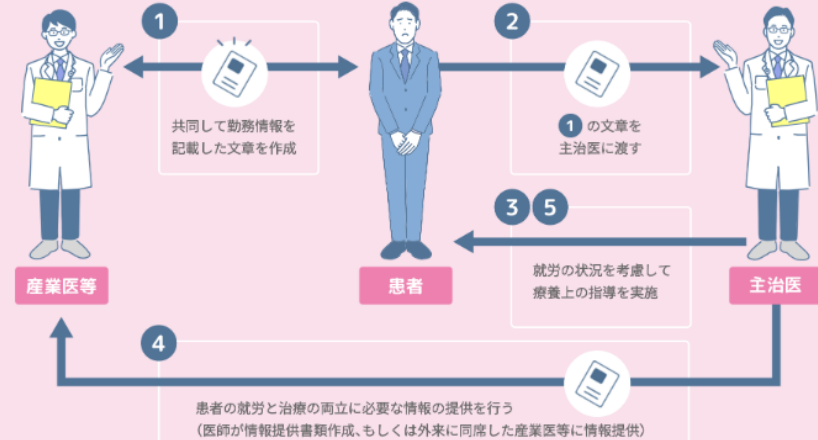 1
共同して勤務情報を
記載した文章を作成
2
1 の文章を
主治医に渡す
3 5
就労の状況を考慮して
療養上の指導を実施
産業医等
患者
主治医
4
患者の就労と治療の両立に必要な情報の提供を行う
(医師が情報提供書類作成、もしくは外来に同席した産業医等に情報提供)